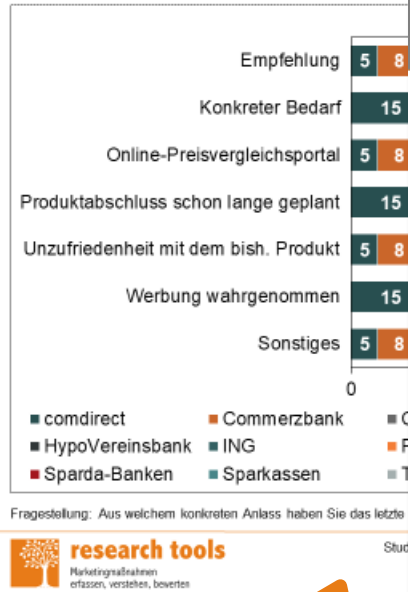 Empfehlung 5 8
Konkreter Bedarf 15
Online-Preisvergleichsportal 5 8
Produktabschluss schon lange geplant 15
Unzufriedenheit mit dem bish. Produkt 5 8
Werbung wahrgenommen 15
Sonstiges 5 8
0
comdirect Commerzbank
HypoVereinsbank ING
Sparda-Banken Sparkassen
Fragestellung: Aus welchem konkreten Anlass haben Sie das letzte
research tools
Marketingmaßnahmen
erfassen, verstehen, bewerten